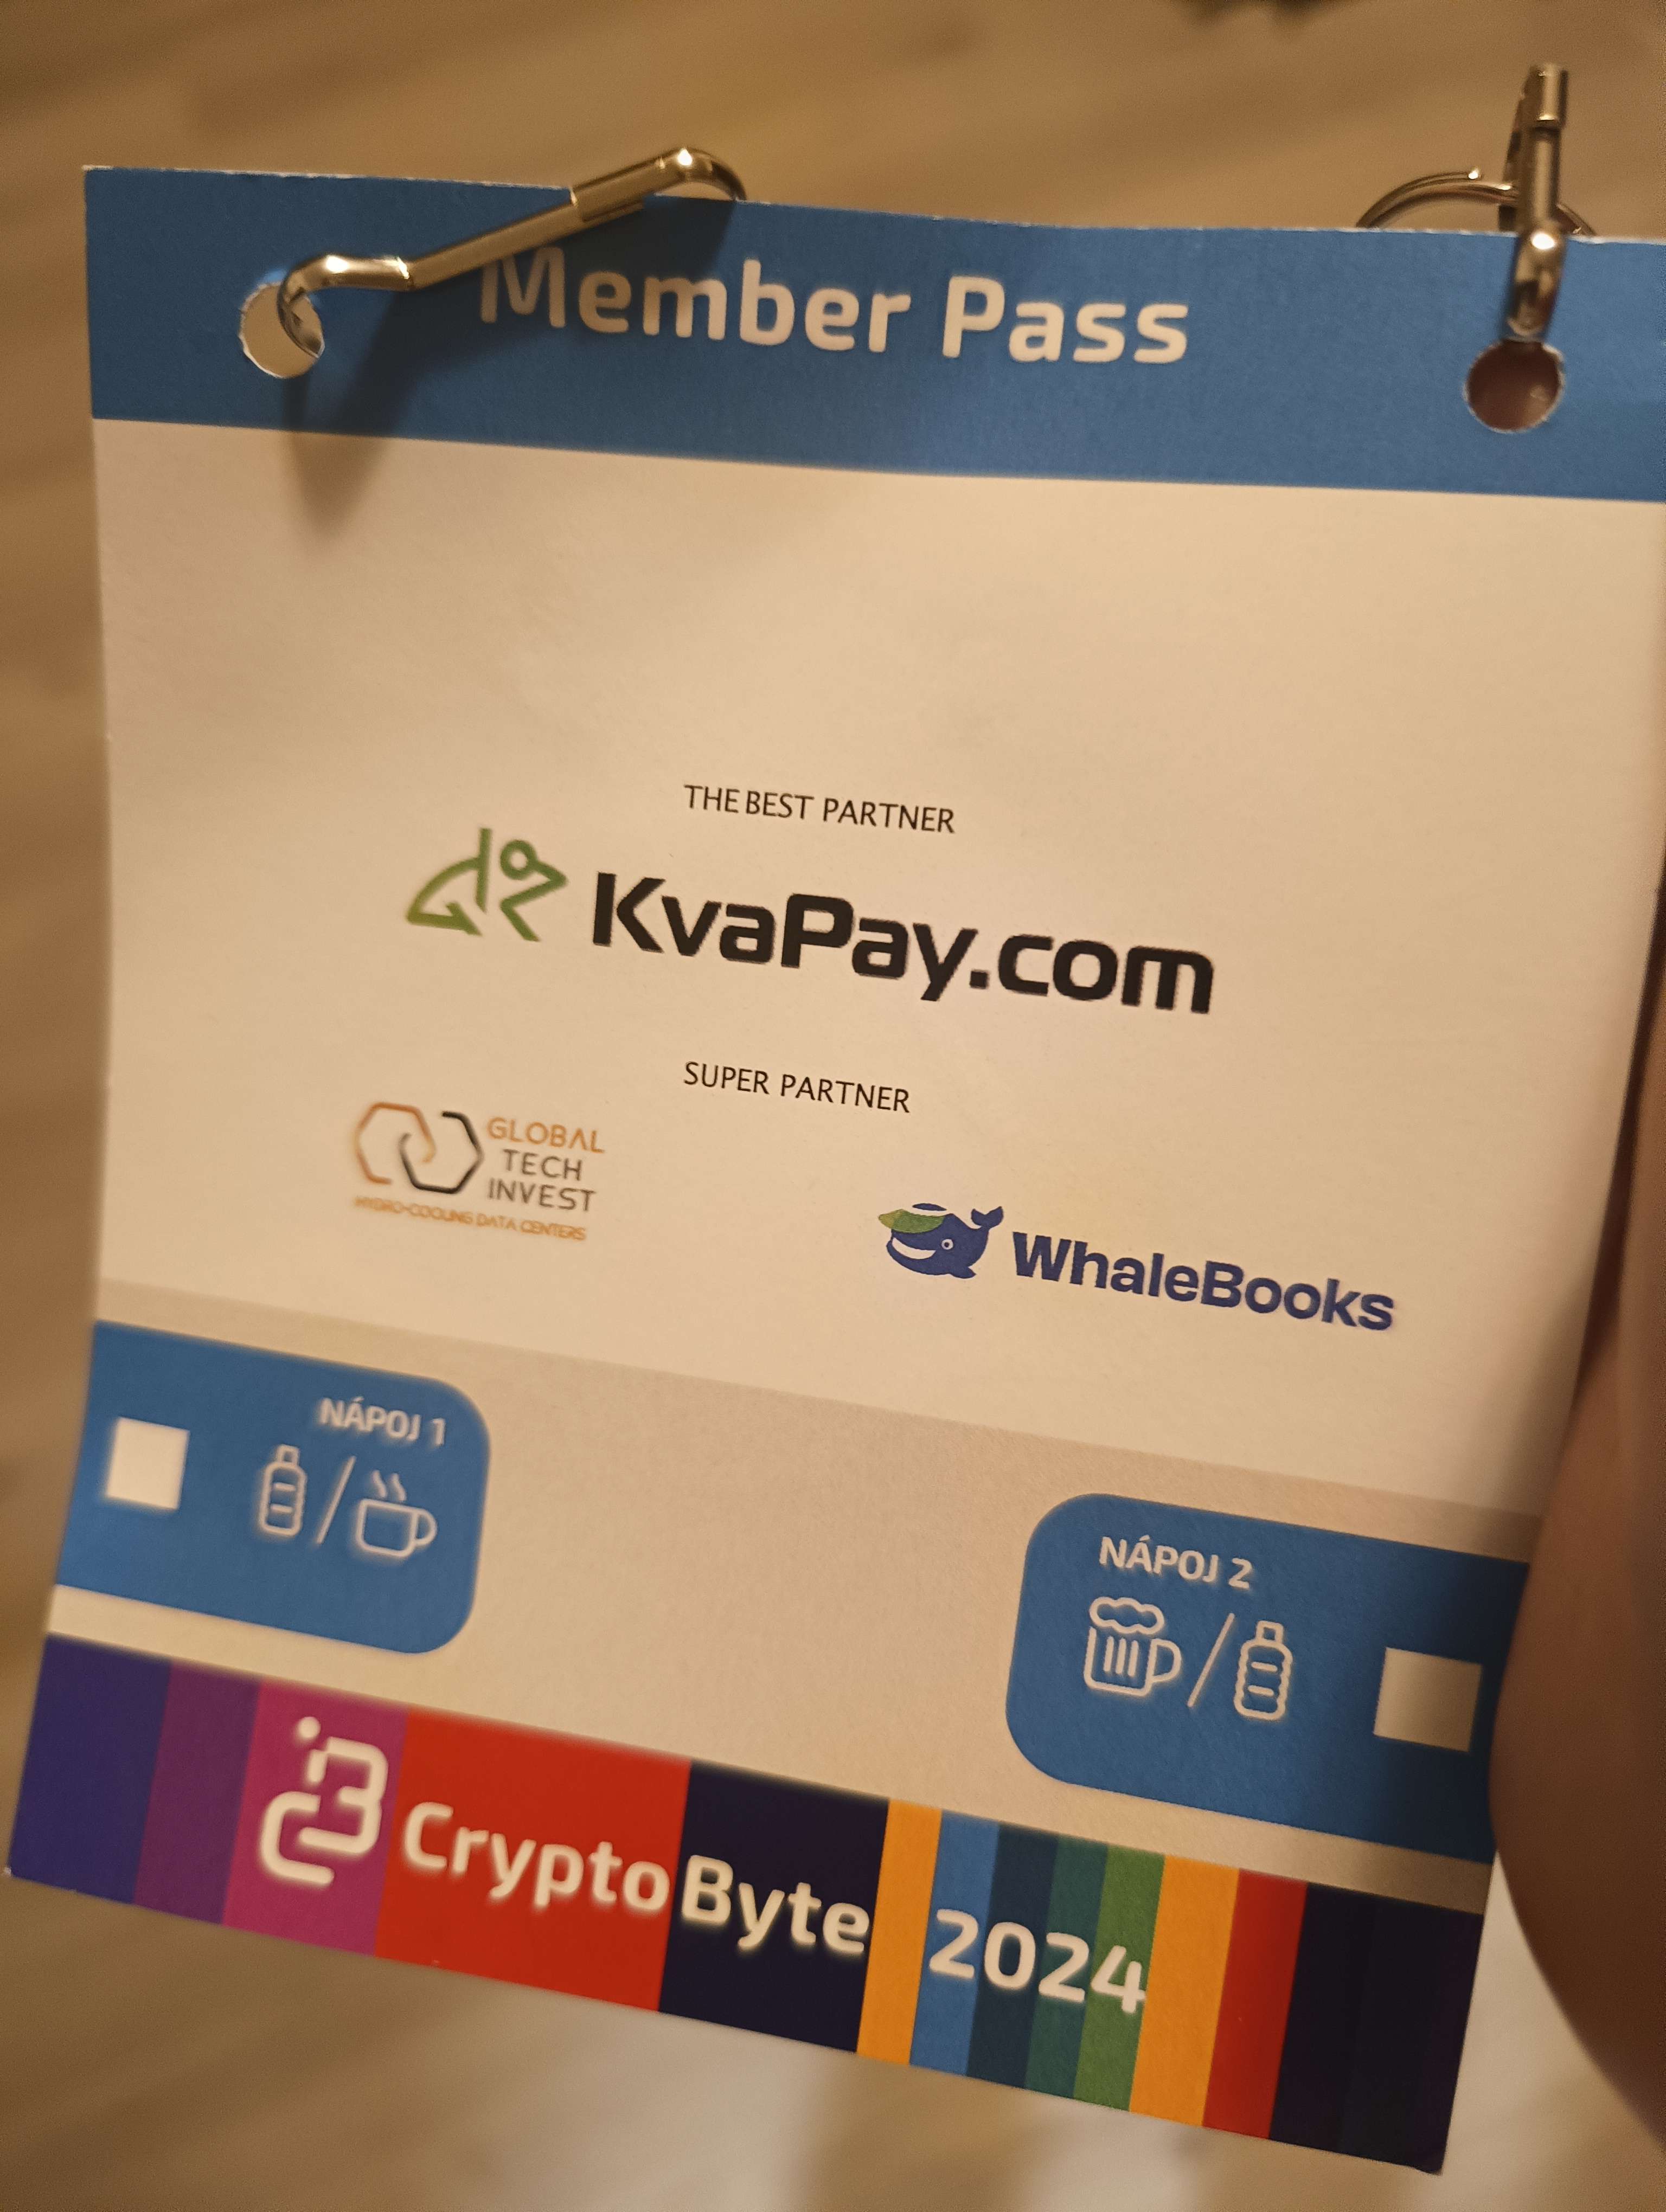 Member Pass
THE BEST PARTNER
KvaPay.com
SUPER PARTNER
GLOBAL
TECH
INVEST
HYDRO-COOLING DATA CENTERS
WhaleBooks
NÁPOJ 1
NÁPOJ 2
CryptoByte 2024